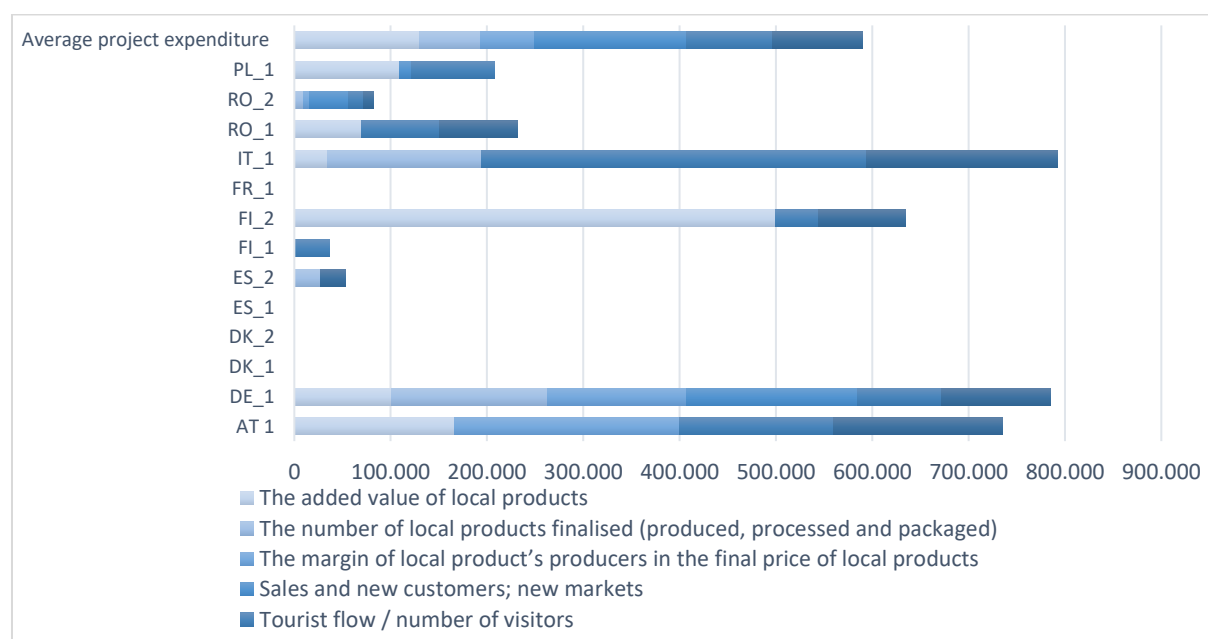 Average project expenditure
PL_1
RO_2
RO_1
IT_1
FR_1
FI_2
FI_1
ES_2
ES_1
DK_2
DK_1
DE_1
AT 1
0 100.000 200.000 300.000 400.000 500.000 600.000 700.000 800.000 900.000
The added value of local products
The number of local products finalised (produced, processed and packaged)
The margin of local product's producers in the final price of local products
Sales and new customers; new markets
Tourist flow / number of visitors